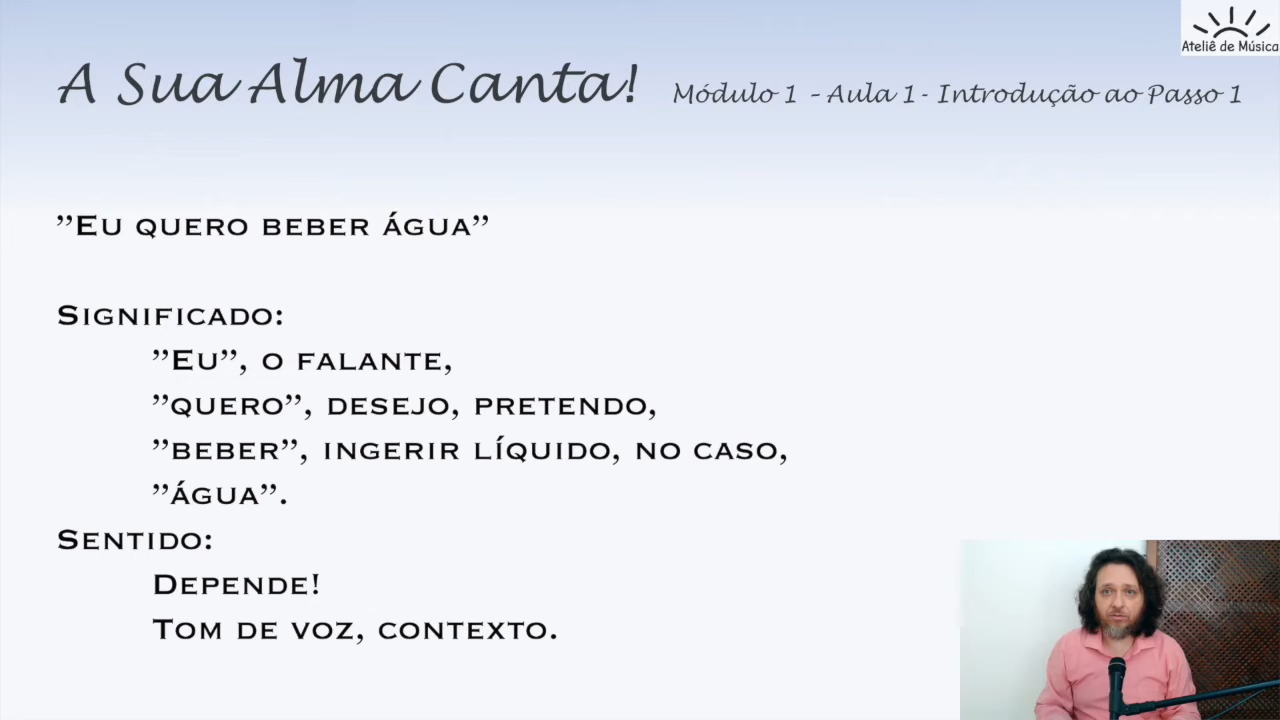 Ateliê de Música
A Sua Alma Canta! Módulo 1 – Aula 1- Introdução ao Passo 1
”Eu quero beber água”
Significado:
”Eu”, o falante,
”quero”, desejo, pretendo,
”beber”, ingerir líquido, no caso,
”água”.
Sentido:
Depende!
Tom de voz, contexto.